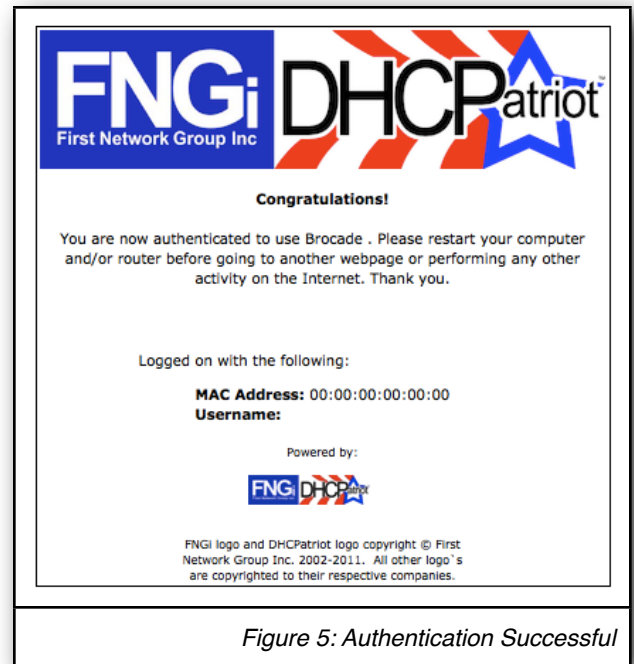 FNGi DHCPatriot™
First Network Group Inc
Congratulations!
You are now authenticated to use Brocade . Please restart your computer
and/or router before going to another webpage or performing any other
activity on the Internet. Thank you.
Logged on with the following:
MAC Address: 00:00:00:00:00:00
Username:
Powered by:
FNGi DHCPatriot
FNGi logo and DHCPatriot logo copyright © First
Network Group Inc. 2002-2011. All other logo`s
are copyrighted to their respective companies.
Figure 5: Authentication Successful